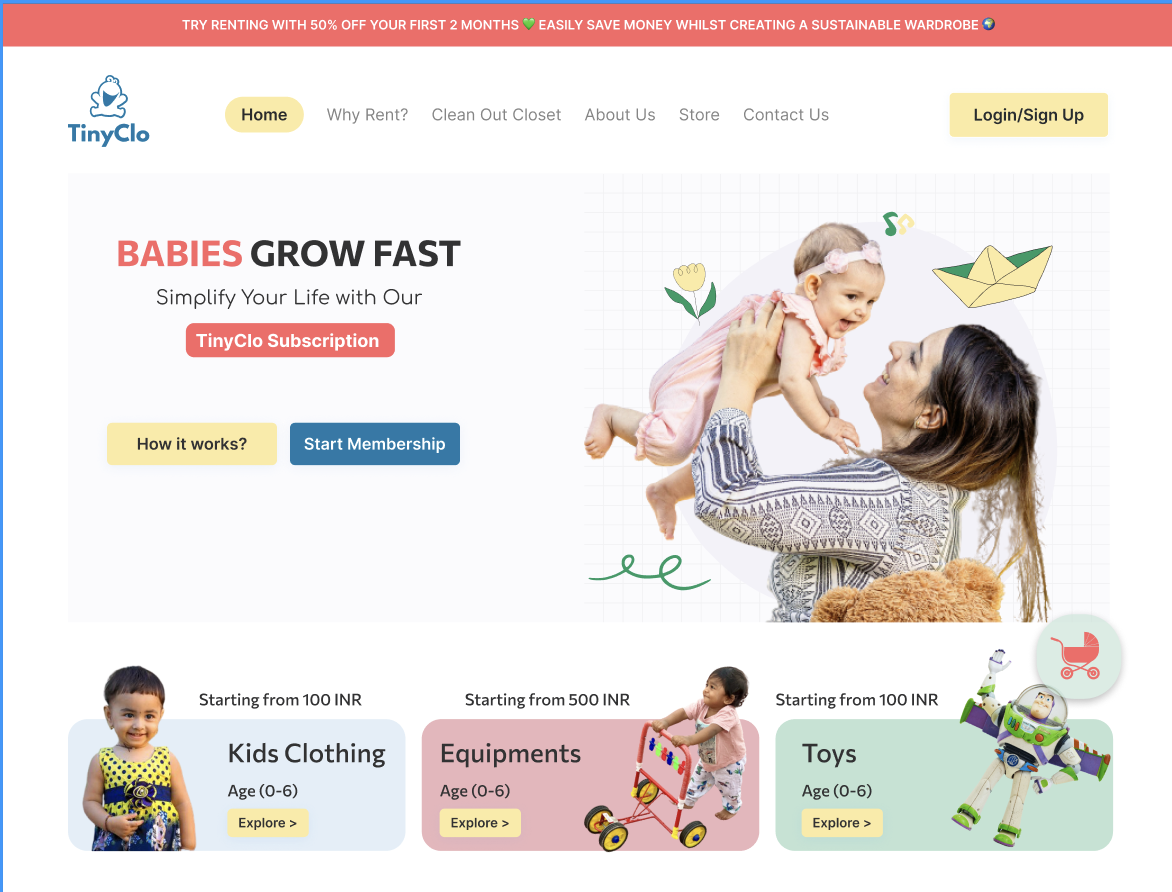 TRY RENTING WITH 50% OFF YOUR FIRST 2 MONTHS 💚 EASILY SAVE MONEY WHILST CREATING A SUSTAINABLE WARDROBE 🌍
TinyClo
Home Why Rent? Clean Out Closet About Us Store Contact Us
Login/Sign Up
BABIES GROW FAST
Simplify Your Life with Our
TinyClo Subscription
How it works? Start Membership
Starting from 100 INR
Kids Clothing
Age (0-6)
Explore >
Starting from 500 INR
Equipments
Age (0-6)
Explore >
Starting from 100 INR
Toys
Age (0-6)
Explore >